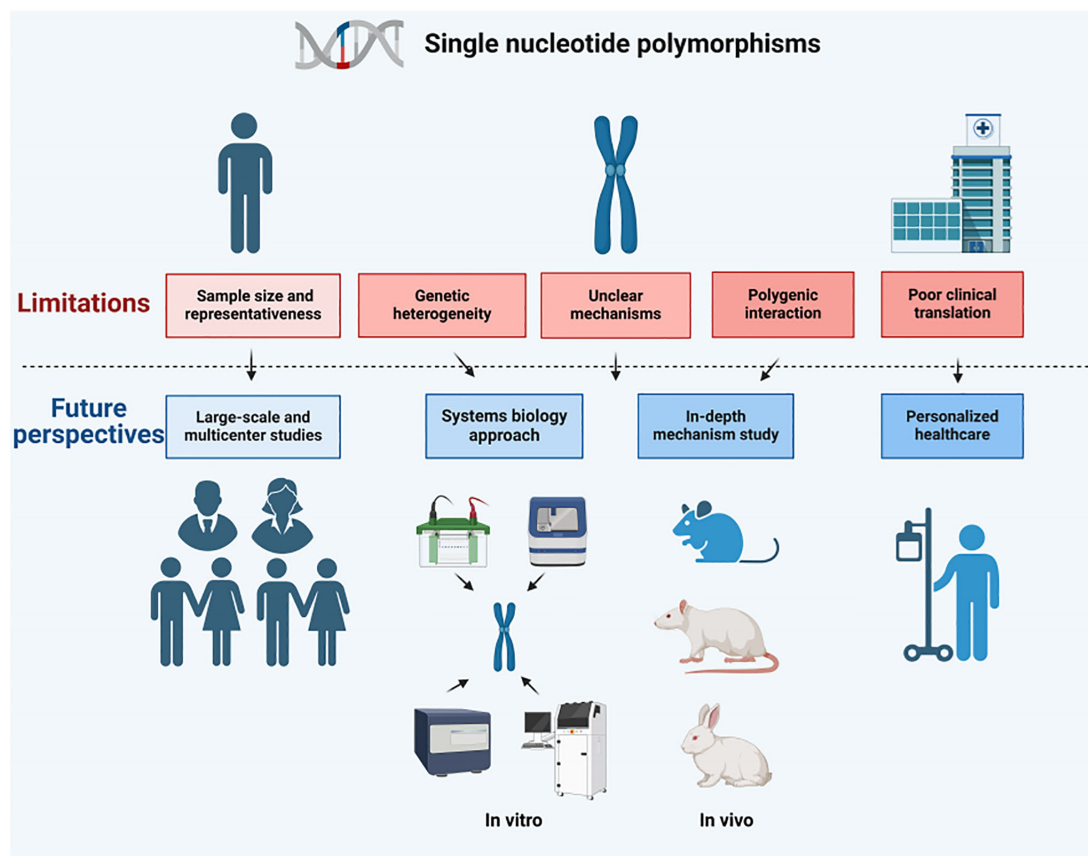 Single nucleotide polymorphisms
Limitations
Sample size and
representativeness
Genetic
heterogeneity
Unclear
mechanisms
Polygenic
interaction
Poor clinical
translation
Future
perspectives
Large-scale and
multicenter studies
Systems biology
approach
In-depth
mechanism study
Personalized
healthcare
In vitro
In vivo